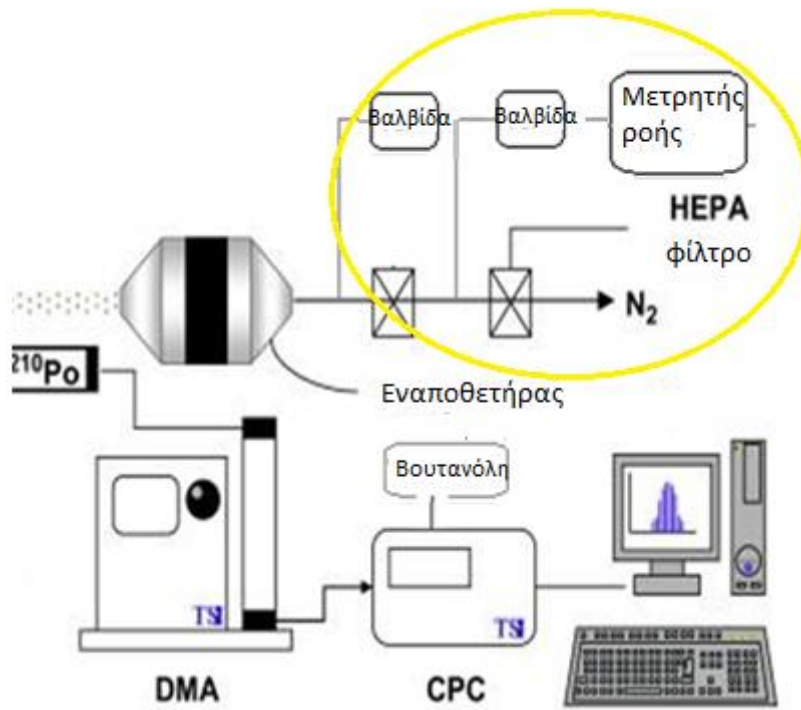 Βαλβίδα
Βαλβίδα
Μετρητής
ροής
HEPA
φίλτρο
N₂
²¹⁰Po
Εναποθετήρας
Βουτανόλη
TSI
TSI
DMA
CPC